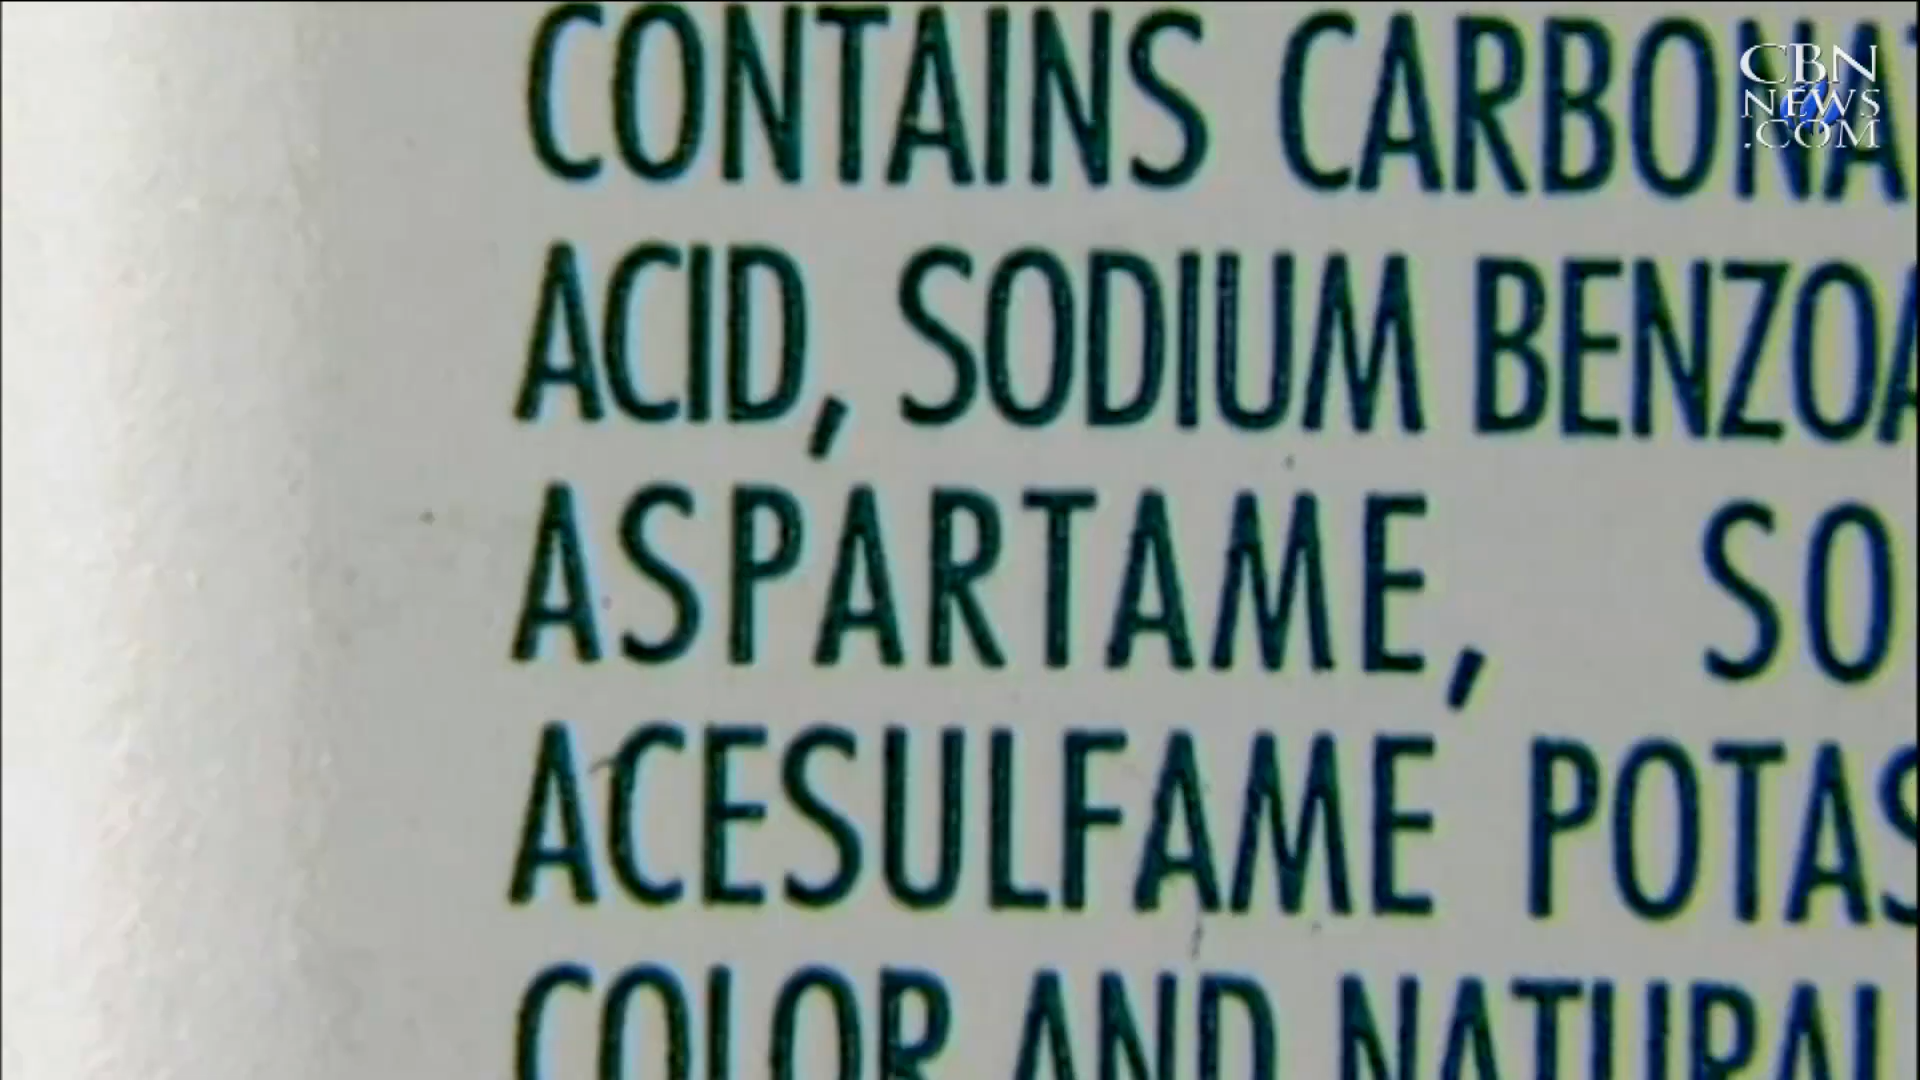 CONTAINS CARBONA
ACID, SODIUM BENZOA
ASPARTAME, SO
ACESULFAME POTAS
COLOR AND NATURAL
CBN
NEWS
.COM